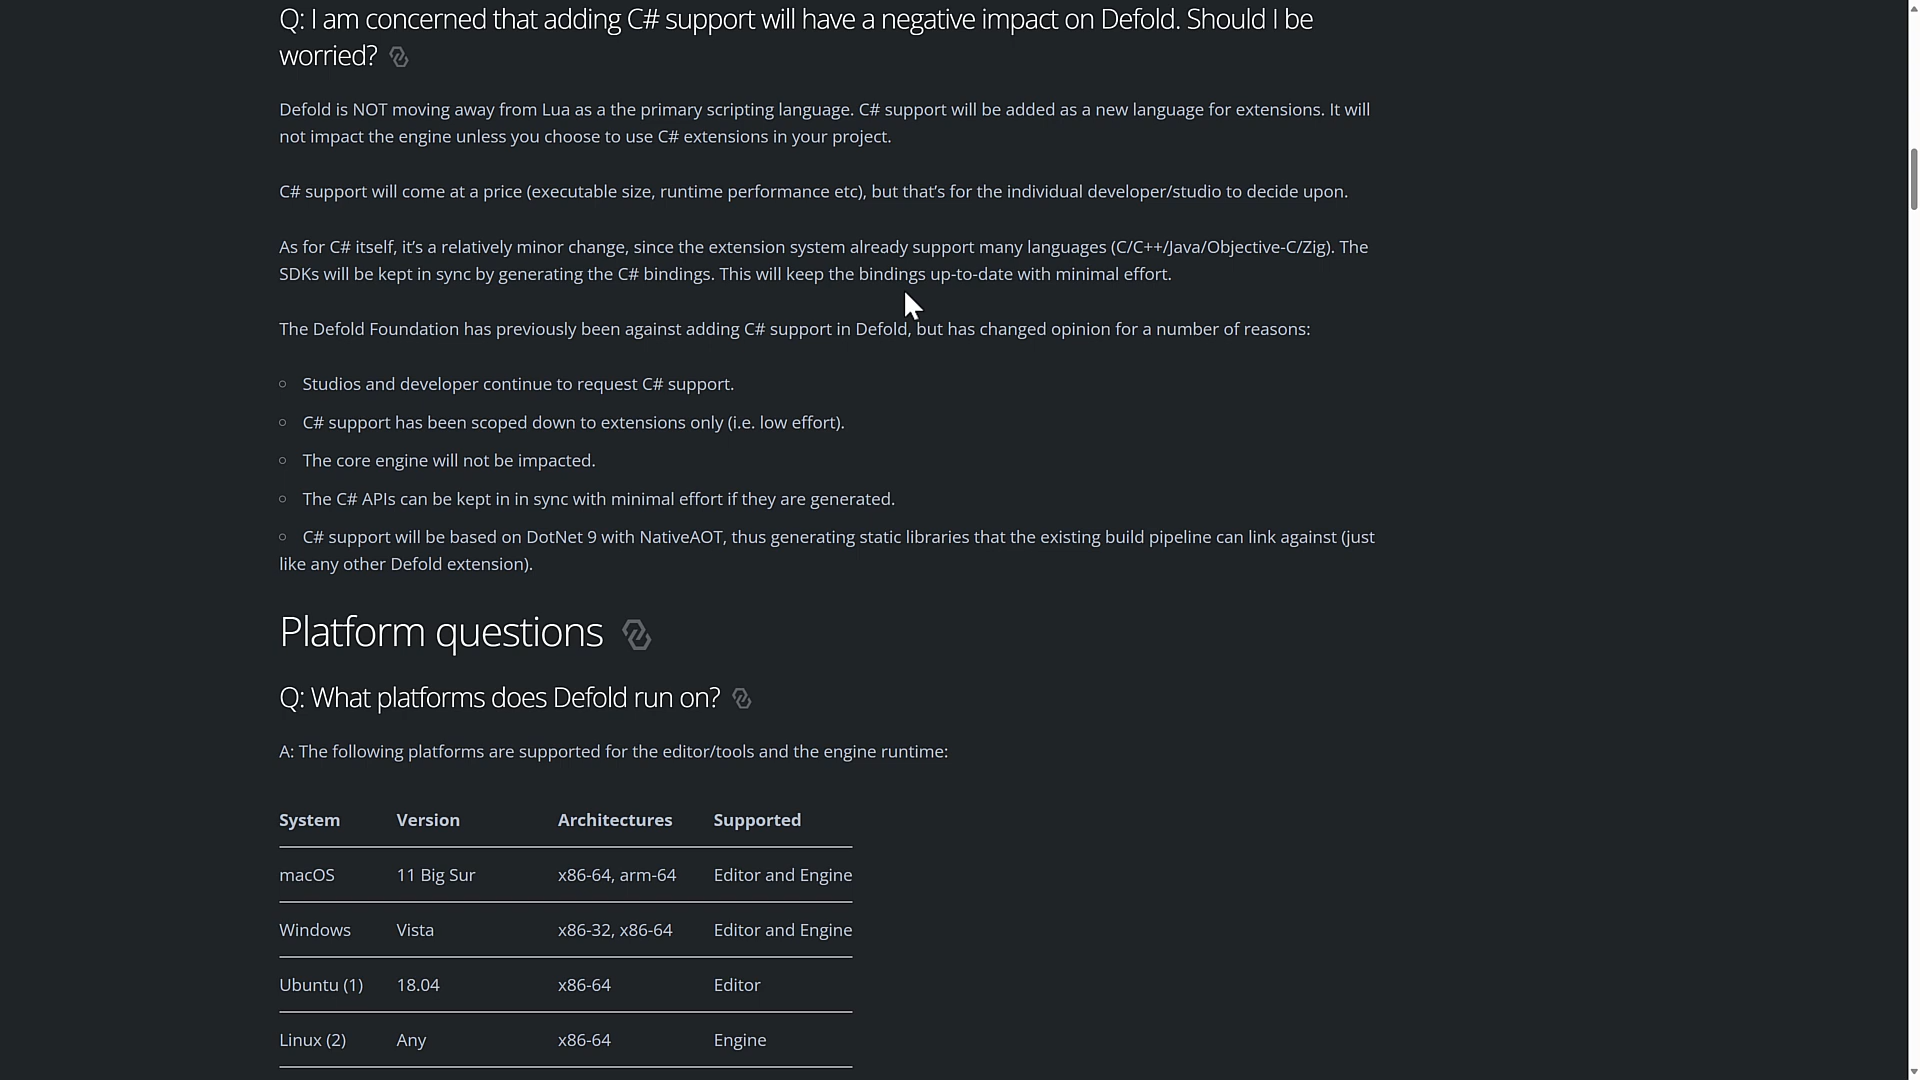 Q: I am concerned that adding C# support will have a negative impact on Defold. Should I be
worried?
Defold is NOT moving away from Lua as a the primary scripting language. C# support will be added as a new language for extensions. It will
not impact the engine unless you choose to use C# extensions in your project.
C# support will come at a price (executable size, runtime performance etc), but that’s for the individual developer/studio to decide upon.
As for C# itself, it’s a relatively minor change, since the extension system already support many languages (C/C++/Java/Objective-C/Zig). The
SDKs will be kept in sync by generating the C# bindings. This will keep the bindings up-to-date with minimal effort.
The Defold Foundation has previously been against adding C# support in Defold, but has changed opinion for a number of reasons:
Studios and developer continue to request C# support.
C# support has been scoped down to extensions only (i.e. low effort).
The core engine will not be impacted.
The C# APIs can be kept in in sync with minimal effort if they are generated.
C# support will be based on DotNet 9 with NativeAOT, thus generating static libraries that the existing build pipeline can link against (just
like any other Defold extension).
Platform questions
Q: What platforms does Defold run on?
A: The following platforms are supported for the editor/tools and the engine runtime:
System Version Architectures Supported
macOS 11 Big Sur x86-64, arm-64 Editor and Engine
Windows Vista x86-32, x86-64 Editor and Engine
Ubuntu (1) 18.04 x86-64 Editor
Linux (2) Any x86-64 Engine